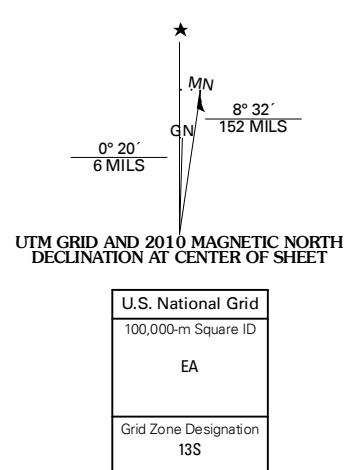 ★
MN
8° 32´
152 MILS
GN
0° 20´
6 MILS
UTM GRID AND 2010 MAGNETIC NORTH
DECLINATION AT CENTER OF SHEET
U.S. National Grid
100,000-m Square ID
EA
Grid Zone Designation
13S